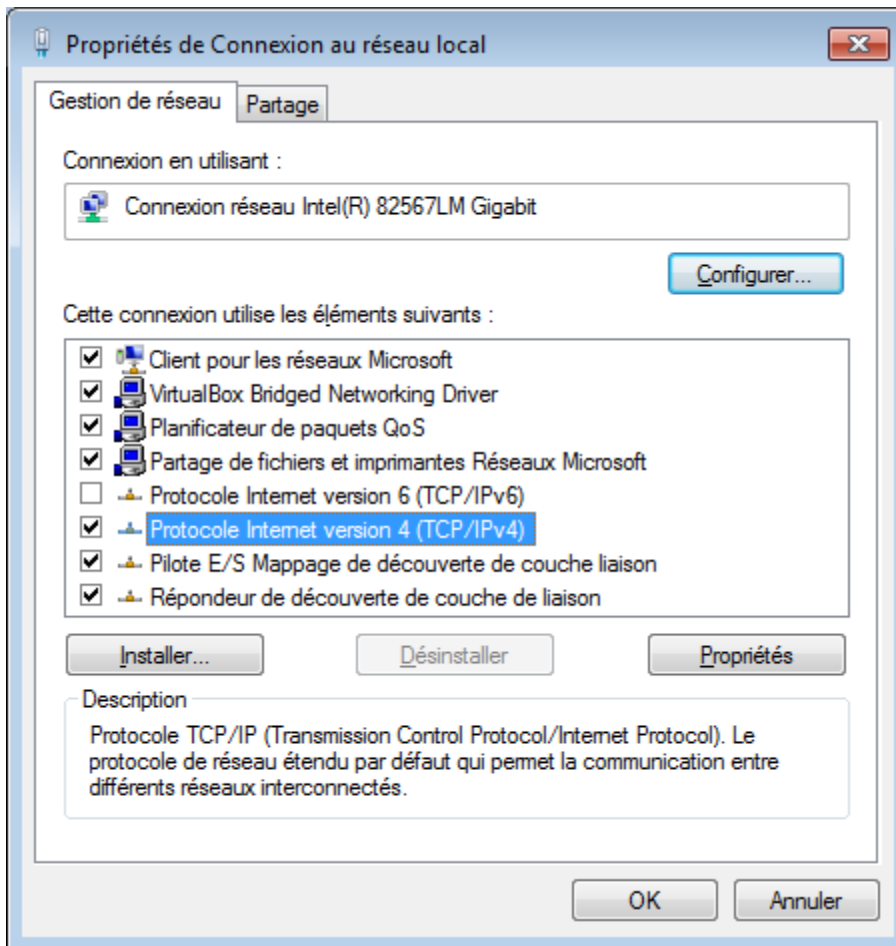 Propriétés de Connexion au réseau local
Gestion de réseau
Partage
Connexion en utilisant :
Connexion réseau Intel(R) 82567LM Gigabit
Configurer...
Cette connexion utilise les éléments suivants :
Client pour les réseaux Microsoft
VirtualBox Bridged Networking Driver
Planificateur de paquets QoS
Partage de fichiers et imprimantes Réseaux Microsoft
Protocole Internet version 6 (TCP/IPv6)
Protocole Internet version 4 (TCP/IPv4)
Pilote E/S Mappage de découverte de couche liaison
Répondeur de découverte de couche de liaison
Installer...
Désinstaller
Propriétés
Description
Protocole TCP/IP (Transmission Control Protocol/Internet Protocol). Le
protocole de réseau étendu par défaut qui permet la communication entre
différents réseaux interconnectés.
OK
Annuler